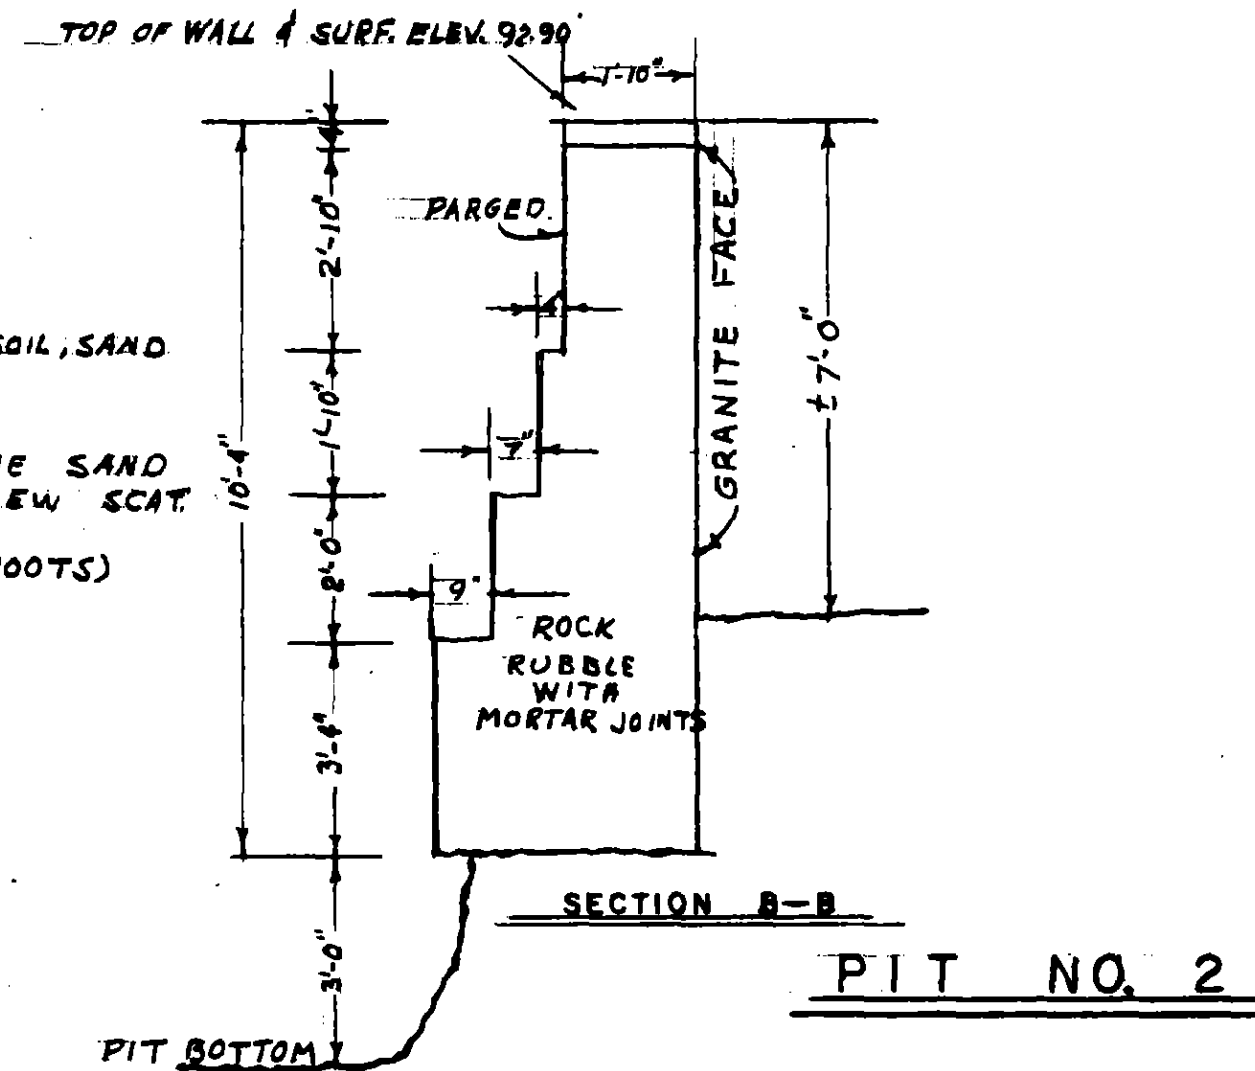 TOP OF WALL & SURF. ELEV. 92.90'
1'-10"
4"
2'-10"
PARGED.
GRANITE FACE
SOIL, SAND
1'-10"
± 7'-0"
7"
10'-4"
SAND
SCAT.
2'-0"
9"
ROCK
RUBBLE
WITH
MORTAR JOINTS
3'-4"
SECTION B-B
3'-0"
PIT NO. 2
PIT BOTTOM